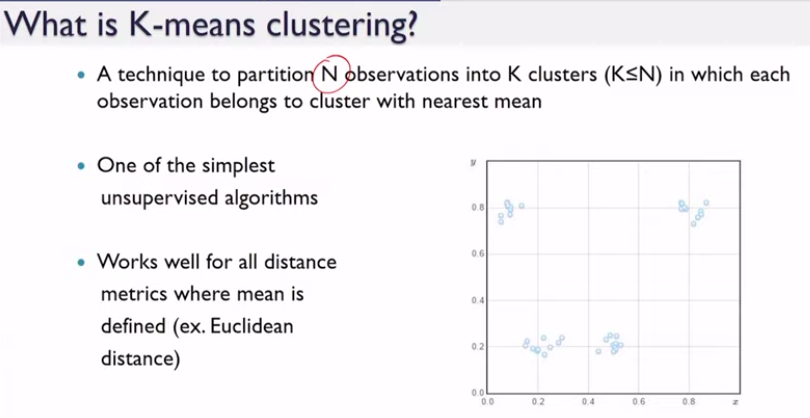 What is K-means clustering?
• A technique to partition N observations into K clusters (K≤N) in which each
observation belongs to cluster with nearest mean
• One of the simplest
unsupervised algorithms
• Works well for all distance
metrics where mean is
defined (ex. Euclidean
distance)
y
0.8
0.6
0.4
0.2
0.0
0.0 0.2 0.4 0.6 0.8 x